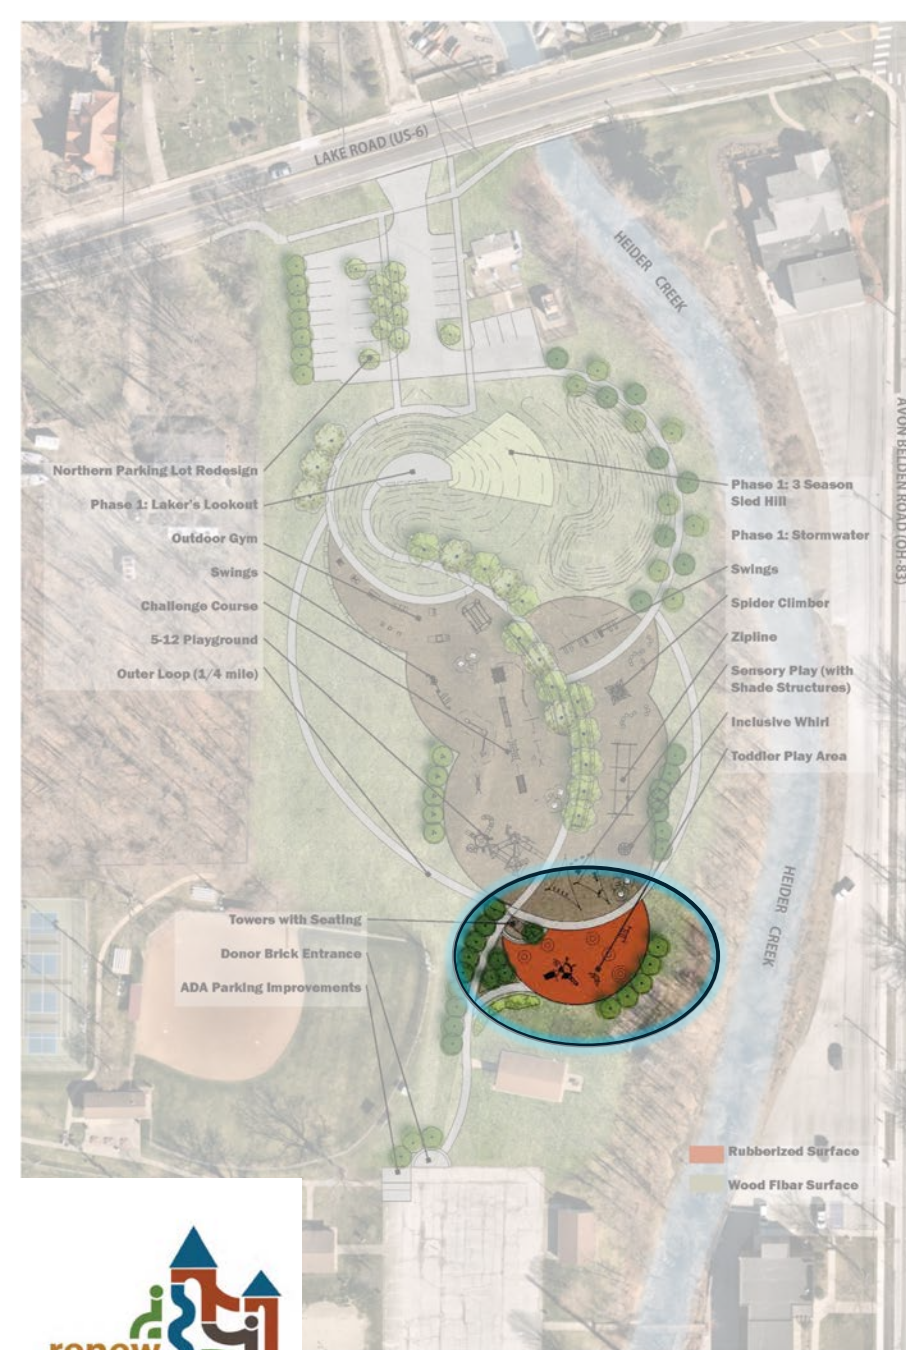 LAKE ROAD (US-6)
HEIDER CREEK
AVON BELDEN ROAD (OH-83)
Northern Parking Lot Redesign
Phase 1: Laker's Lookout
Outdoor Gym
Swings
Challenge Course
5-12 Playground
Outer Loop (1/4 mile)
Phase 1: 3 Season
Sled Hill
Phase 1: Stormwater
Swings
Spider Climber
Zipline
Sensory Play (with
Shade Structures)
Inclusive Whirl
Toddler Play Area
HEIDER CREEK
Towers with Seating
Donor Brick Entrance
ADA Parking Improvements
Rubberized Surface
Wood Fibar Surface
renew